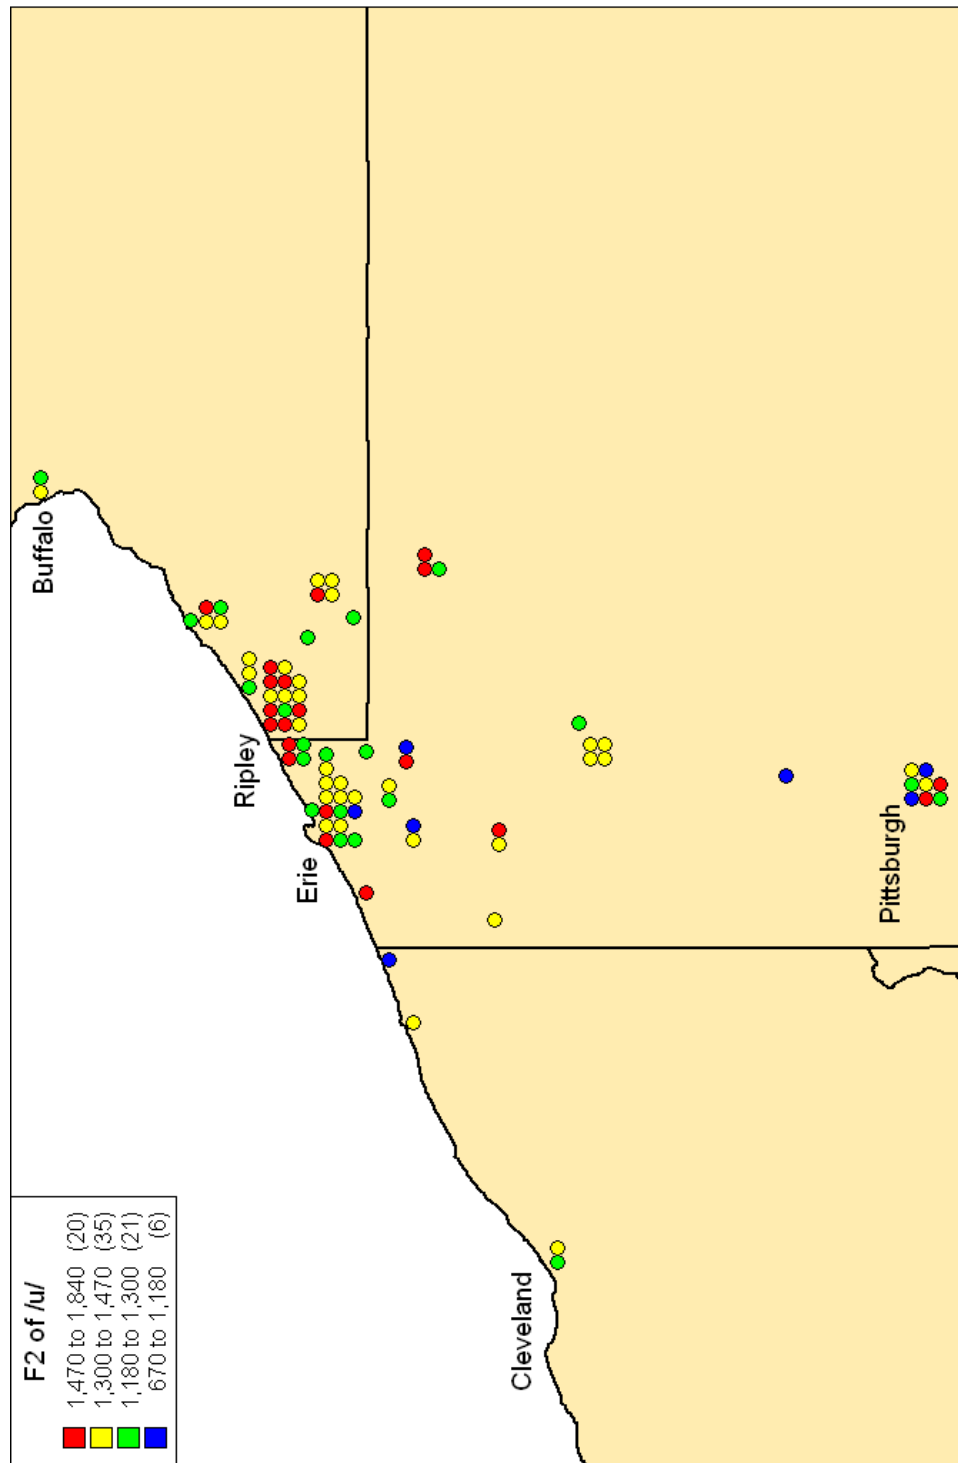 F2 of /u/
1,470 to 1,840 (20)
1,300 to 1,470 (35)
1,180 to 1,300 (21)
670 to 1,180 (6)
Buffalo
Ripley
Erie
Cleveland
Pittsburgh